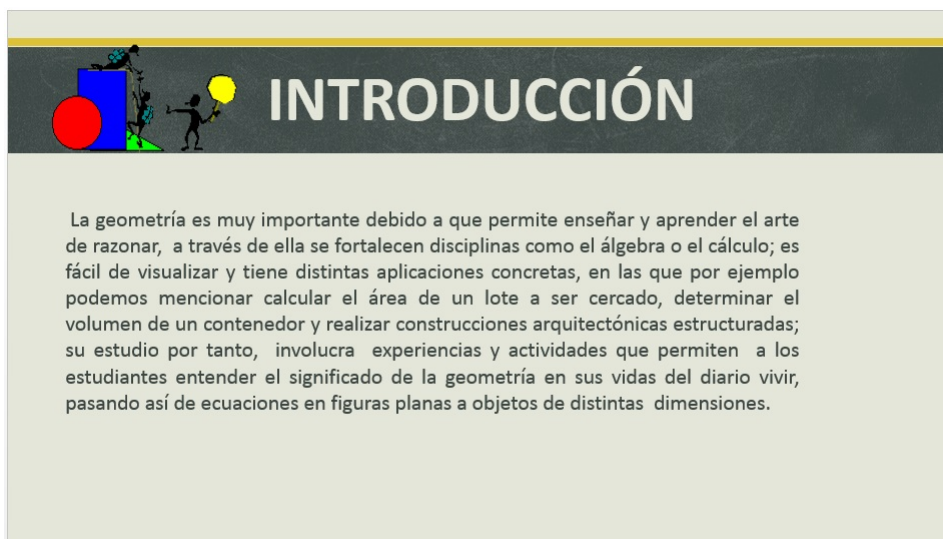 INTRODUCCIÓN
La geometría es muy importante debido a que permite enseñar y aprender el arte
de razonar, a través de ella se fortalecen disciplinas como el álgebra o el cálculo; es
fácil de visualizar y tiene distintas aplicaciones concretas, en las que por ejemplo
podemos mencionar calcular el área de un lote a ser cercado, determinar el
volumen de un contenedor y realizar construcciones arquitectónicas estructuradas;
su estudio por tanto, involucra experiencias y actividades que permiten a los
estudiantes entender el significado de la geometría en sus vidas del diario vivir,
pasando así de ecuaciones en figuras planas a objetos de distintas dimensiones.